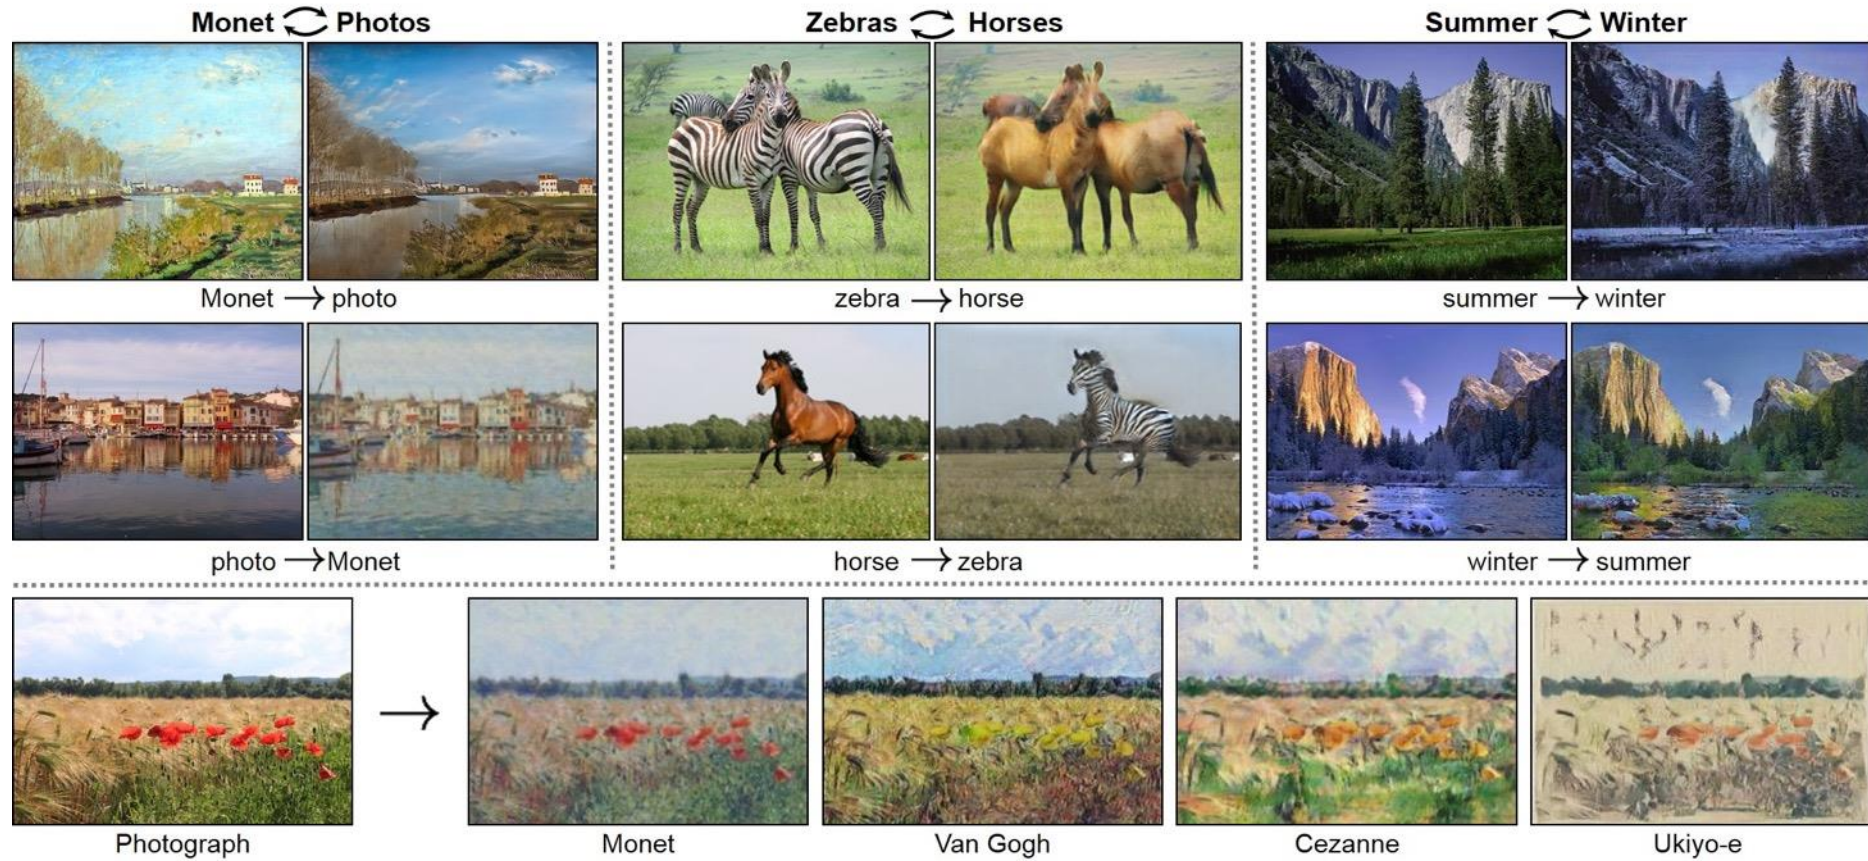 Monet Photos
Zebras Horses
Summer Winter
Monet → photo
zebra → horse
summer → winter
photo → Monet
horse → zebra
winter → summer
Photograph
Monet
Van Gogh
Cezanne
Ukiyo-e